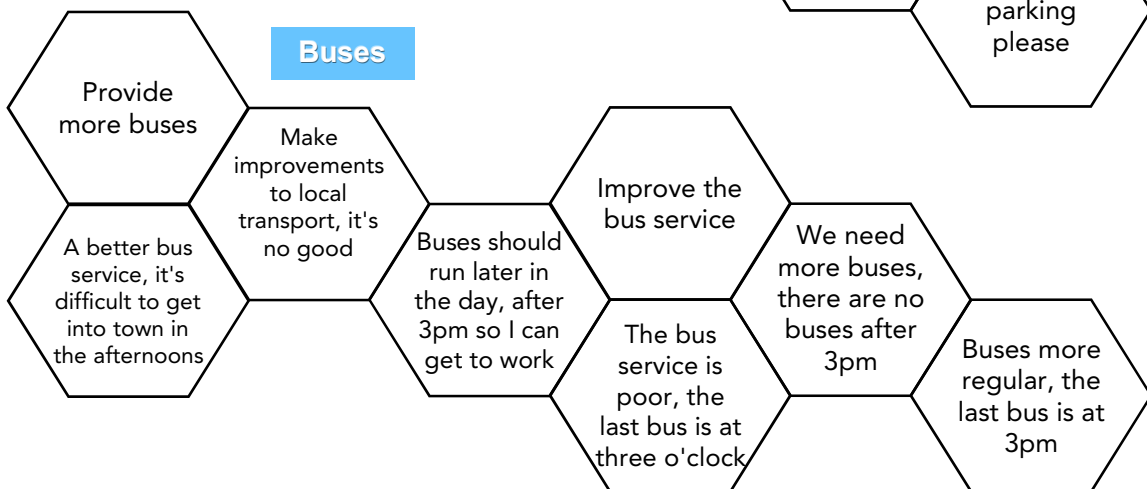 parking
please
Buses
Provide
more buses
Make
improvements
to local
transport, it's
no good
A better bus
service, it's
difficult to get
into town in
the afternoons
Buses should
run later in
the day, after
3pm so I can
get to work
Improve the
bus service
The bus
service is
poor, the
last bus is at
three o'clock
We need
more buses,
there are no
buses after
3pm
Buses more
regular, the
last bus is at
3pm